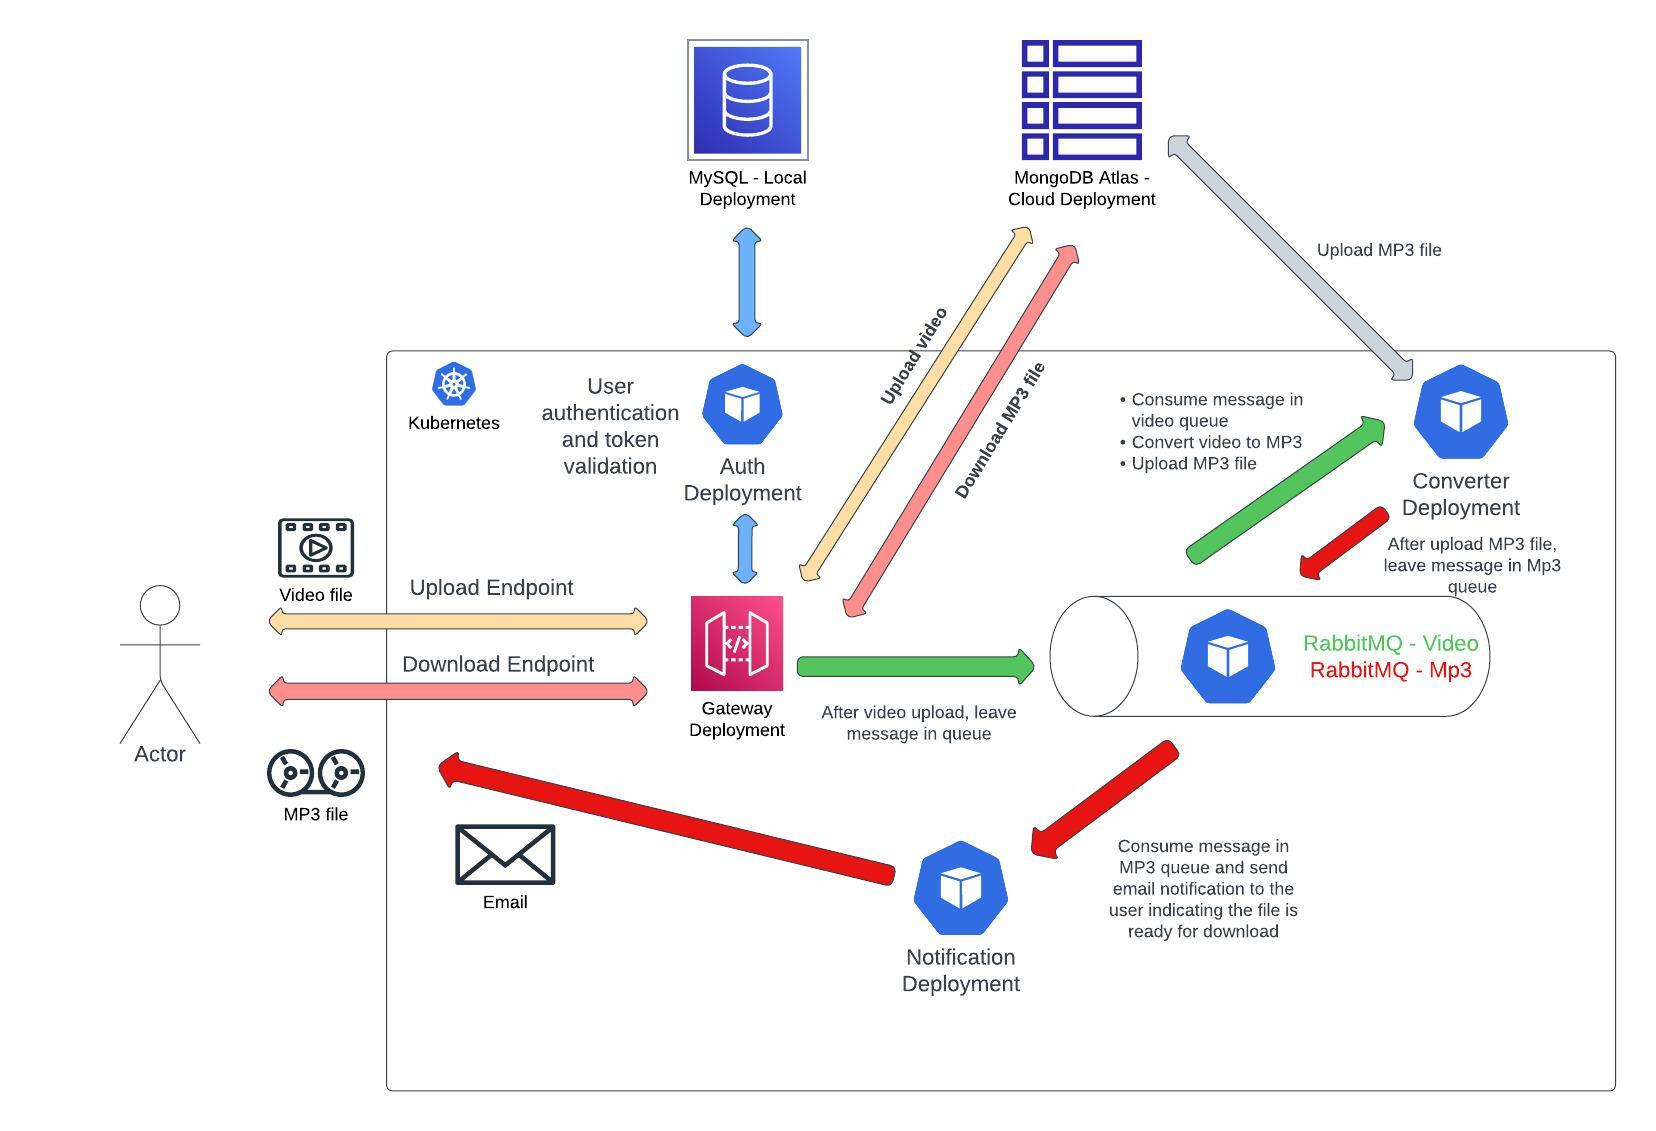 MySQL - Local
Deployment
MongoDB Atlas -
Cloud Deployment
Upload MP3 file
Upload video
Download MP3 file
Kubernetes
User
authentication
and token
validation
Auth
Deployment
• Consume message in
video queue
• Convert video to MP3
• Upload MP3 file
Converter
Deployment
After upload MP3 file,
leave message in Mp3
queue
Video file
Upload Endpoint
Download Endpoint
Actor
MP3 file
Gateway
Deployment
After video upload, leave
message in queue
RabbitMQ - Video
RabbitMQ - Mp3
Email
Notification
Deployment
Consume message in
MP3 queue and send
email notification to the
user indicating the file is
ready for download